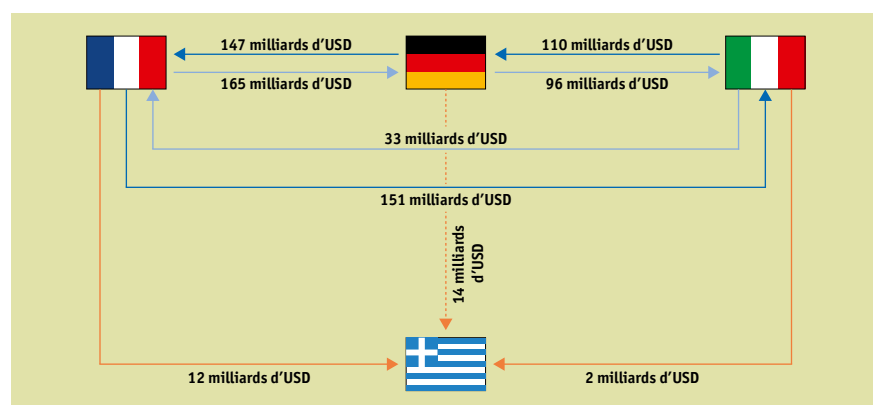 147 milliards d’USD
110 milliards d’USD
165 milliards d’USD
96 milliards d’USD
33 milliards d’USD
151 milliards d’USD
14 milliards
d’USD
12 milliards d’USD
2 milliards d’USD